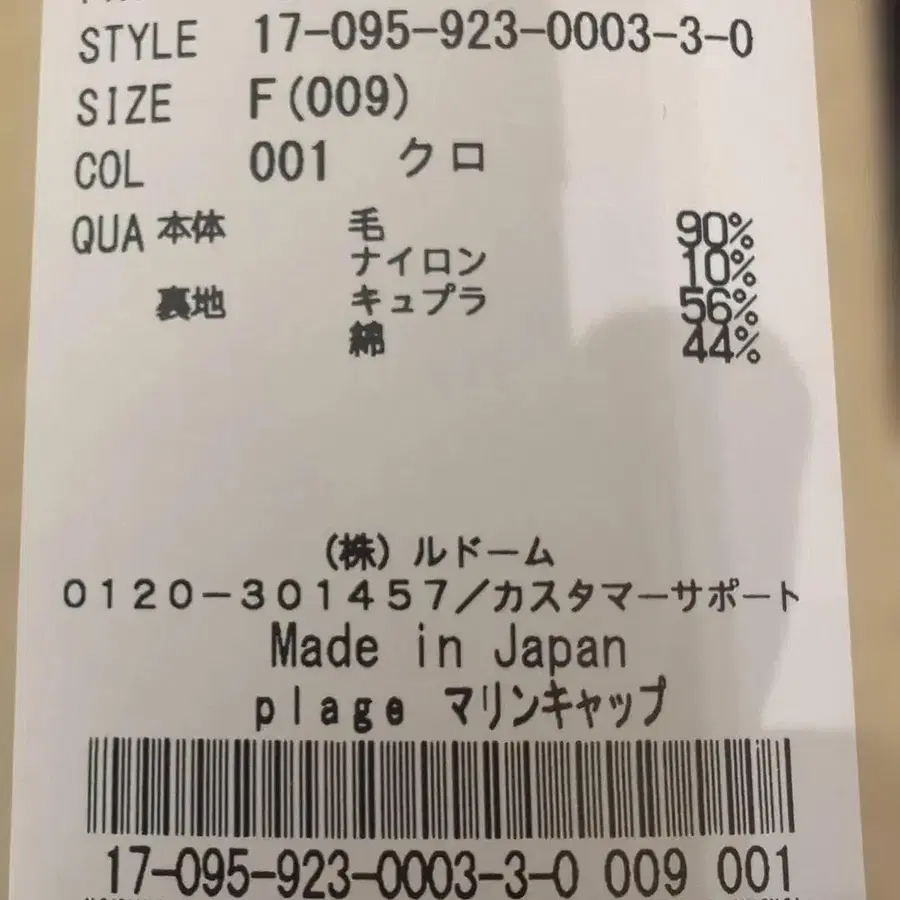 STYLE 17-095-923-0003-3-0
SIZE F(009)
COL 001 クロ
QUA 本体 毛 90%
ナイロン 10%
裏地 キュプラ 56%
綿 44%
(株)ルドーム
0120-301457/カスタマーサポート
Made in Japan
plage マリンキャップ
17-095-923-0003-3-0 009 001